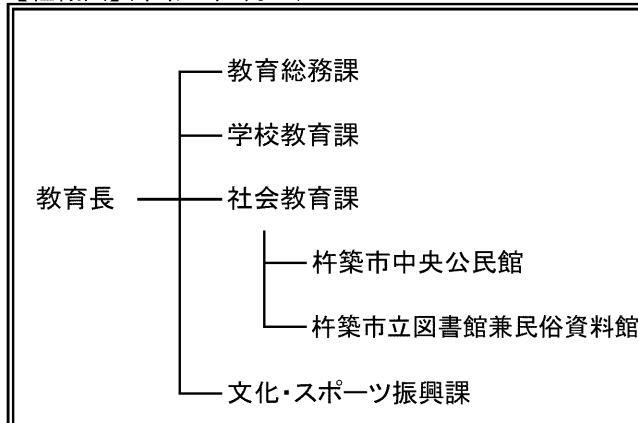 教育総務課
学校教育課
教育長 社会教育課
杵築市中央公民館
杵築市立図書館兼民俗資料館
文化・スポーツ振興課